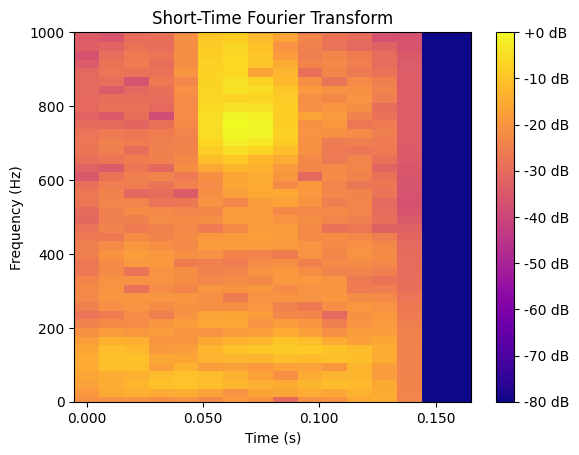 Short-Time Fourier Transform
1000
800
600
400
200
0
Frequency (Hz)
0.000
0.050
0.100
0.150
Time (s)
+0 dB
-10 dB
-20 dB
-30 dB
-40 dB
-50 dB
-60 dB
-70 dB
-80 dB